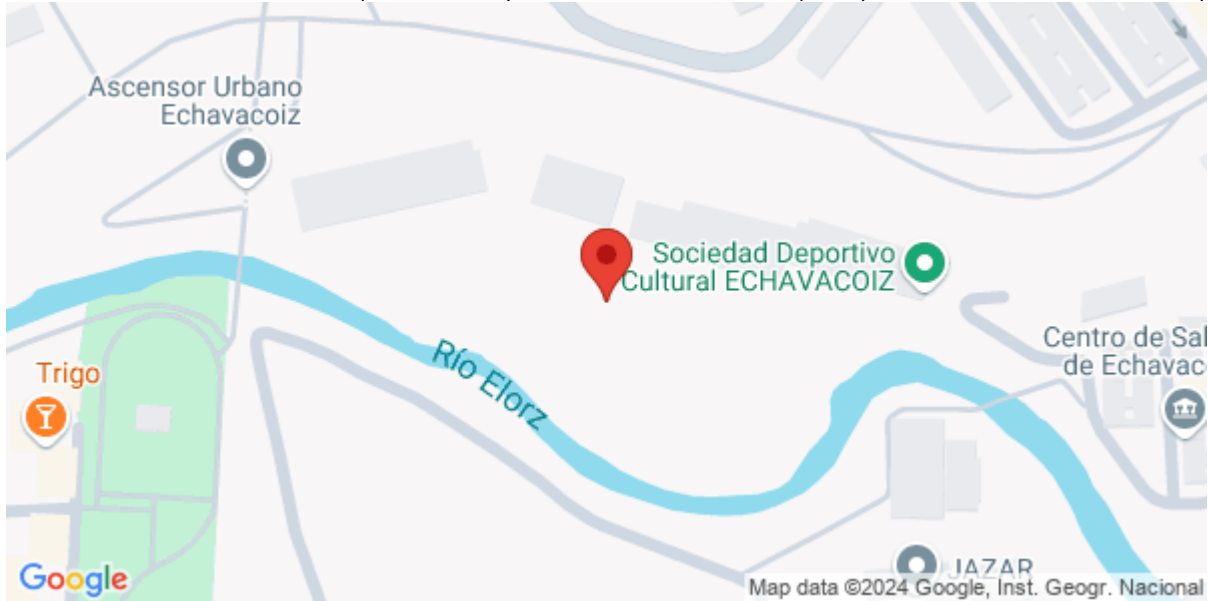 Ascensor Urbano
Echavacoiz
Sociedad Deportivo
Cultural ECHAVACOIZ
Centro de Sal
de Echavac
Río Elorz
Trigo
JAZAR
Google
Map data ©2024 Google, Inst. Geogr. Nacional